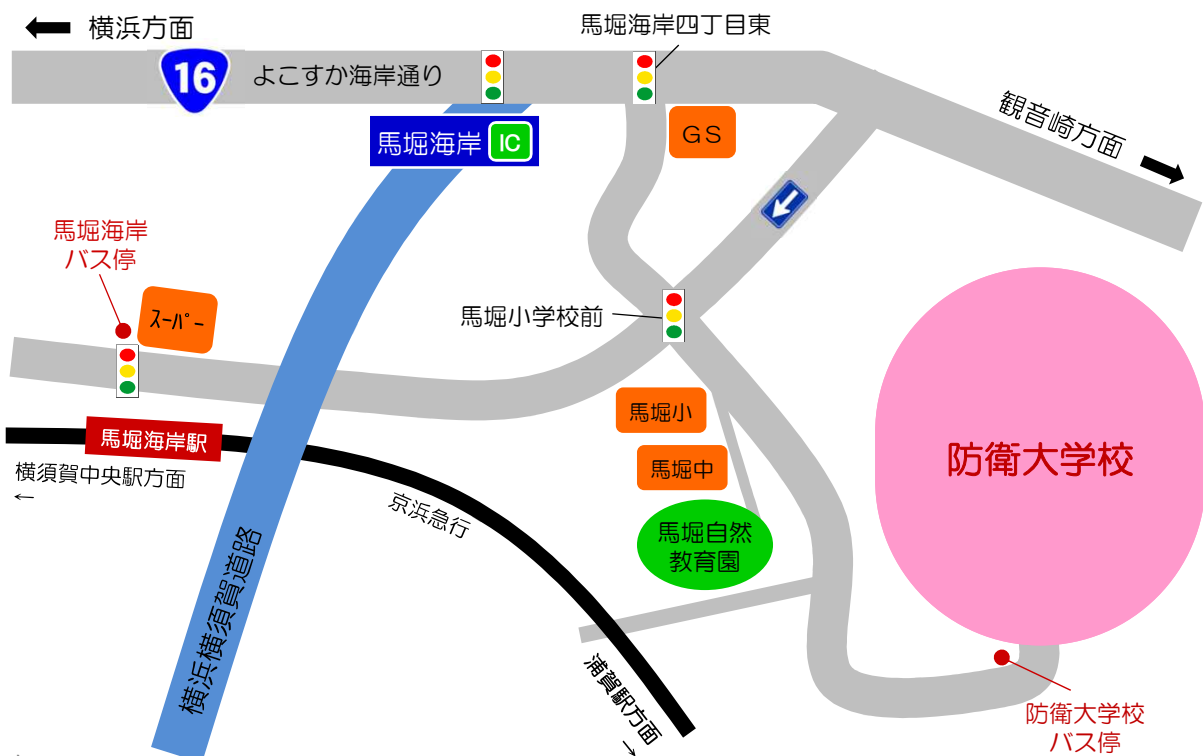 ← 横浜方面
馬堀海岸四丁目東
16
よこすか海岸通り
観音崎方面 →
馬堀海岸 IC
GS
馬堀海岸
バス停
スーパー
馬堀小学校前
馬堀小
馬堀海岸駅
馬堀中
防衛大学校
横須賀中央駅方面
←
京浜急行
馬堀自然
教育園
横浜横須賀道路
浦賀駅方面
→
防衛大学校
バス停